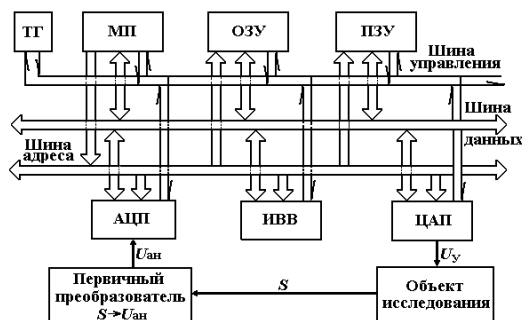 ТГ
МП
ОЗУ
ПЗУ
Шина
управления
Шина
данных
Шина
адреса
АЦП
ИВВ
ЦАП
Uан
Uу
Первичный
преобразователь
S→Uан
S
Объект
исследования